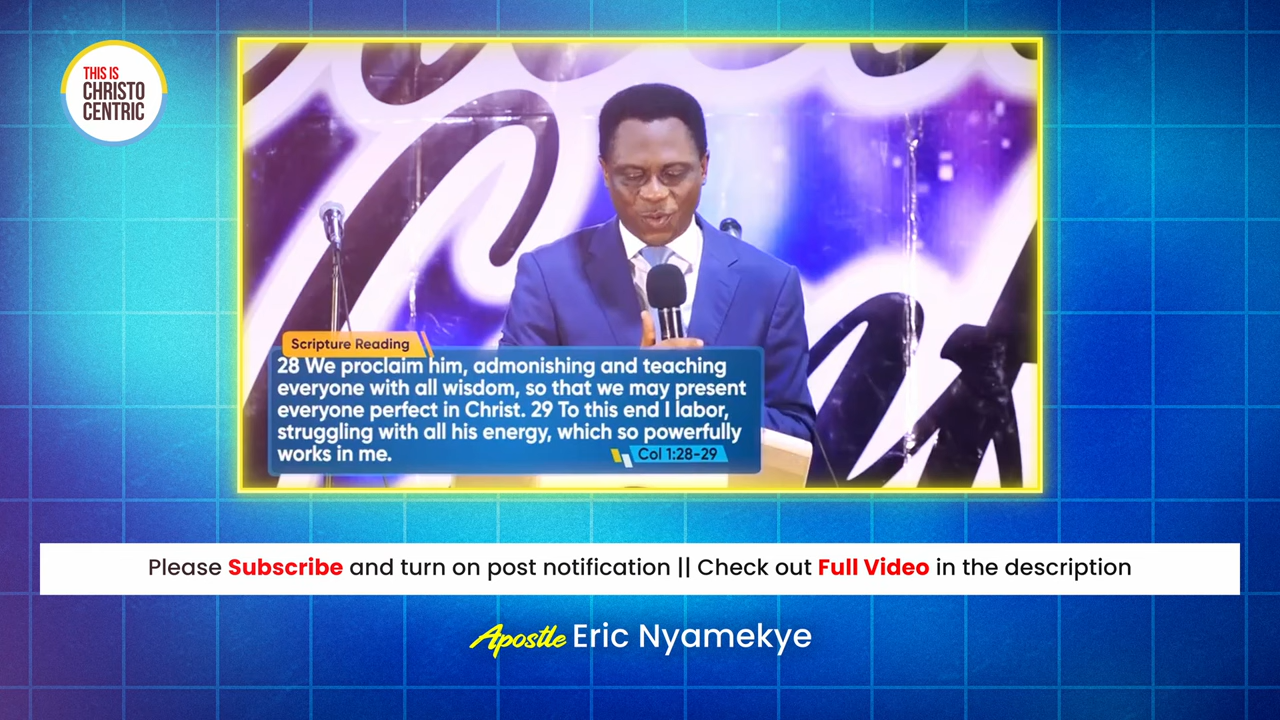 THIS IS
CHRISTO
CENTRIC
Scripture Reading
28 We proclaim him, admonishing and teaching
everyone with all wisdom, so that we may present
everyone perfect in Christ. 29 To this end I labor,
struggling with all his energy, which so powerfully
works in me.
Col 1:28-29
Please Subscribe and turn on post notification || Check out Full Video in the description
Apostle Eric Nyamekye